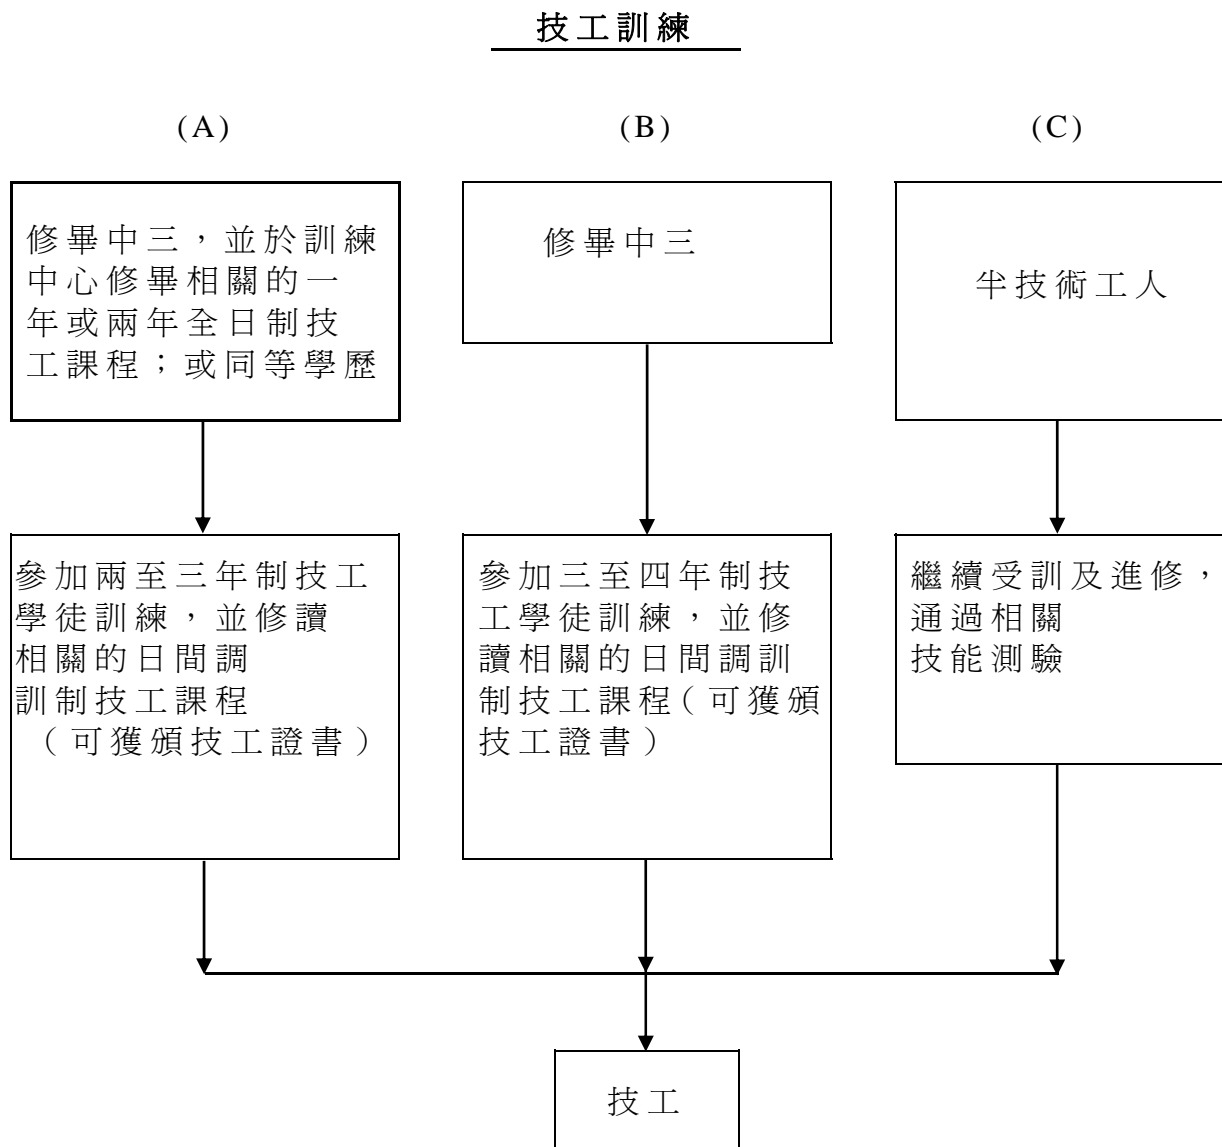 技工訓練
(A)
(B)
(C)
修畢中三，並於訓練
中心修畢相關的一
年或兩年全日制技
工課程；或同等學歷
修畢中三
半技術工人
參加兩至三年制技工
學徒訓練，並修讀
相關的日間調
訓制技工課程
（可獲頒技工證書）
參加三至四年制技
工學徒訓練，並修
讀相關的日間調訓
制技工課程（可獲頒
技工證書）
繼續受訓及進修，
通過相關
技能測驗
技工